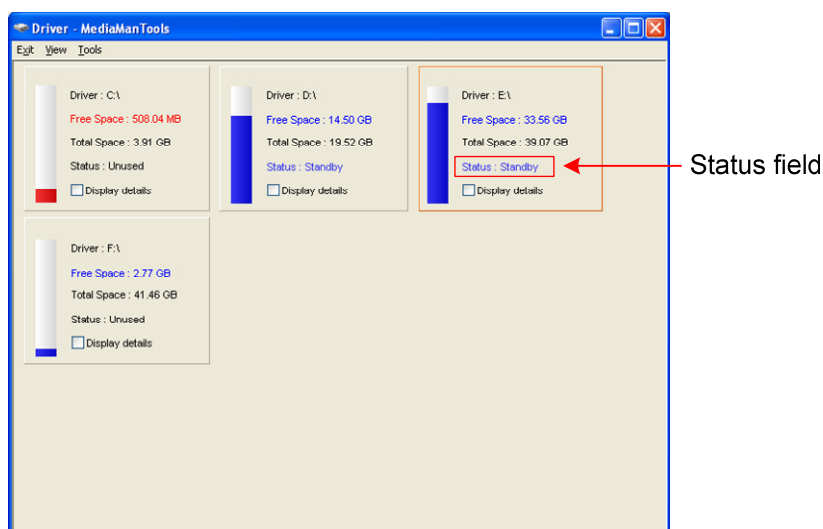 Driver - MediaManTools
Exit View Tools
Driver : C:\
Free Space : 508.04 MB
Total Space : 3.91 GB
Status : Unused
Display details
Driver : D:\
Free Space : 14.50 GB
Total Space : 19.52 GB
Status : Standby
Display details
Driver : E:\
Free Space : 33.56 GB
Total Space : 39.07 GB
Status : Standby
Display details
Status field
Driver : F:\
Free Space : 2.77 GB
Total Space : 41.46 GB
Status : Unused
Display details